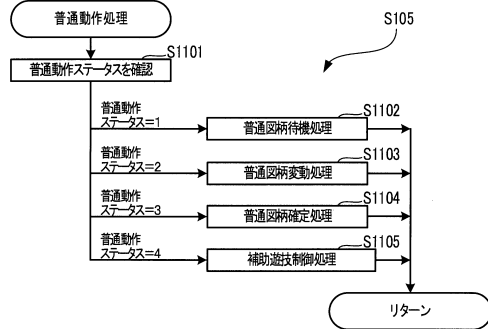 普通動作処理
S105
S1101
普通動作ステータスを確認
普通動作
ステータス=1
S1102
普通図柄待機処理
普通動作
ステータス=2
S1103
普通図柄変動処理
普通動作
ステータス=3
S1104
普通図柄確定処理
普通動作
ステータス=4
S1105
補助遊技制御処理
リターン